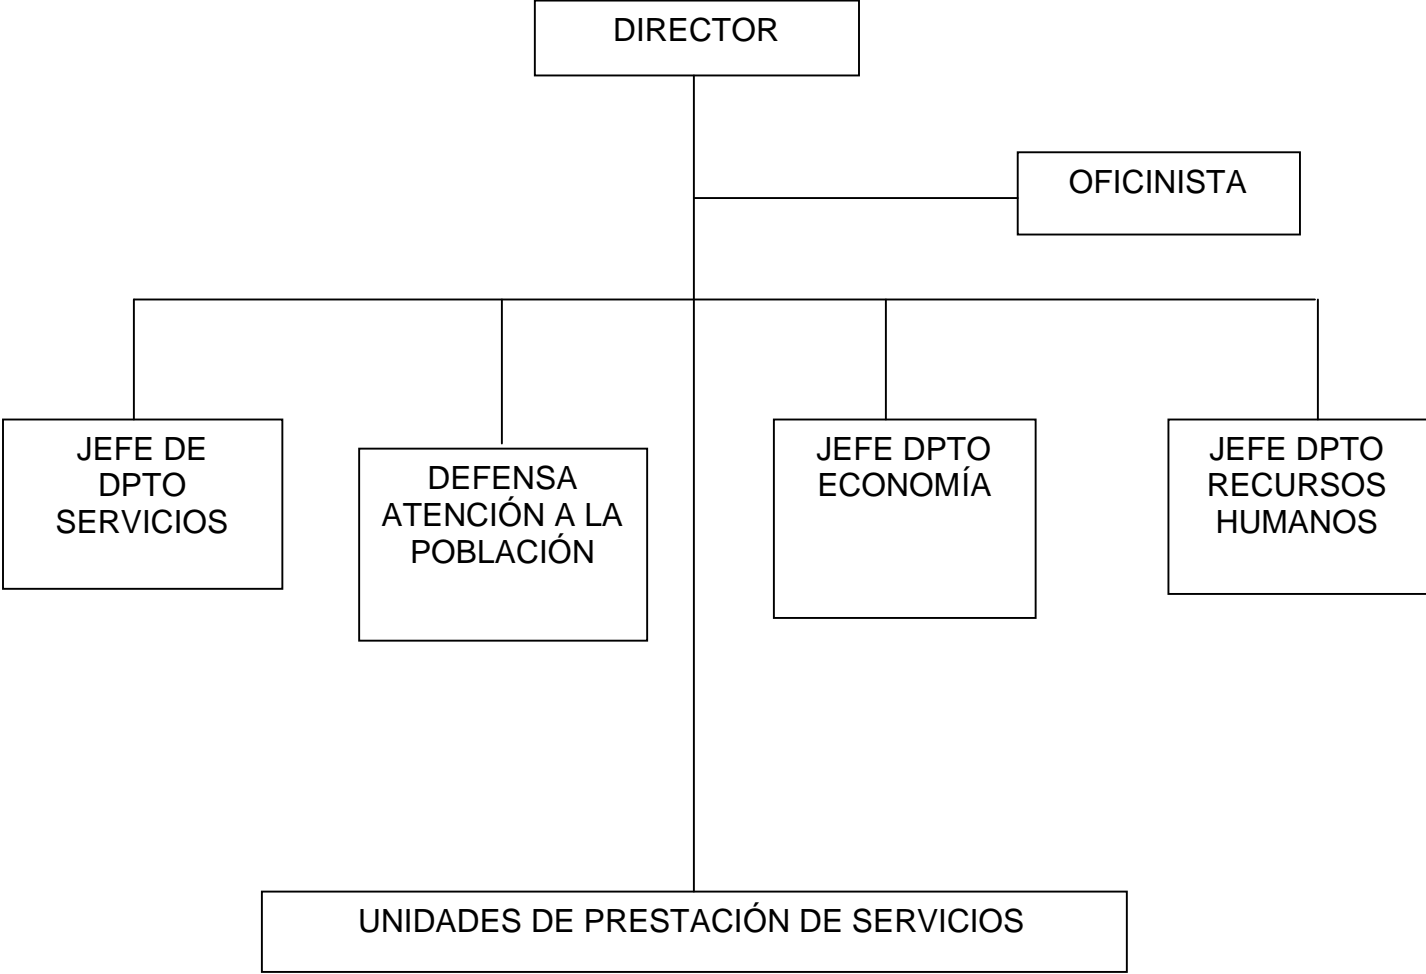 DIRECTOR
OFICINISTA
JEFE DE
DPTO
SERVICIOS
DEFENSA
ATENCIÓN A LA
POBLACIÓN
JEFE DPTO
ECONOMÍA
JEFE DPTO
RECURSOS
HUMANOS
UNIDADES DE PRESTACIÓN DE SERVICIOS